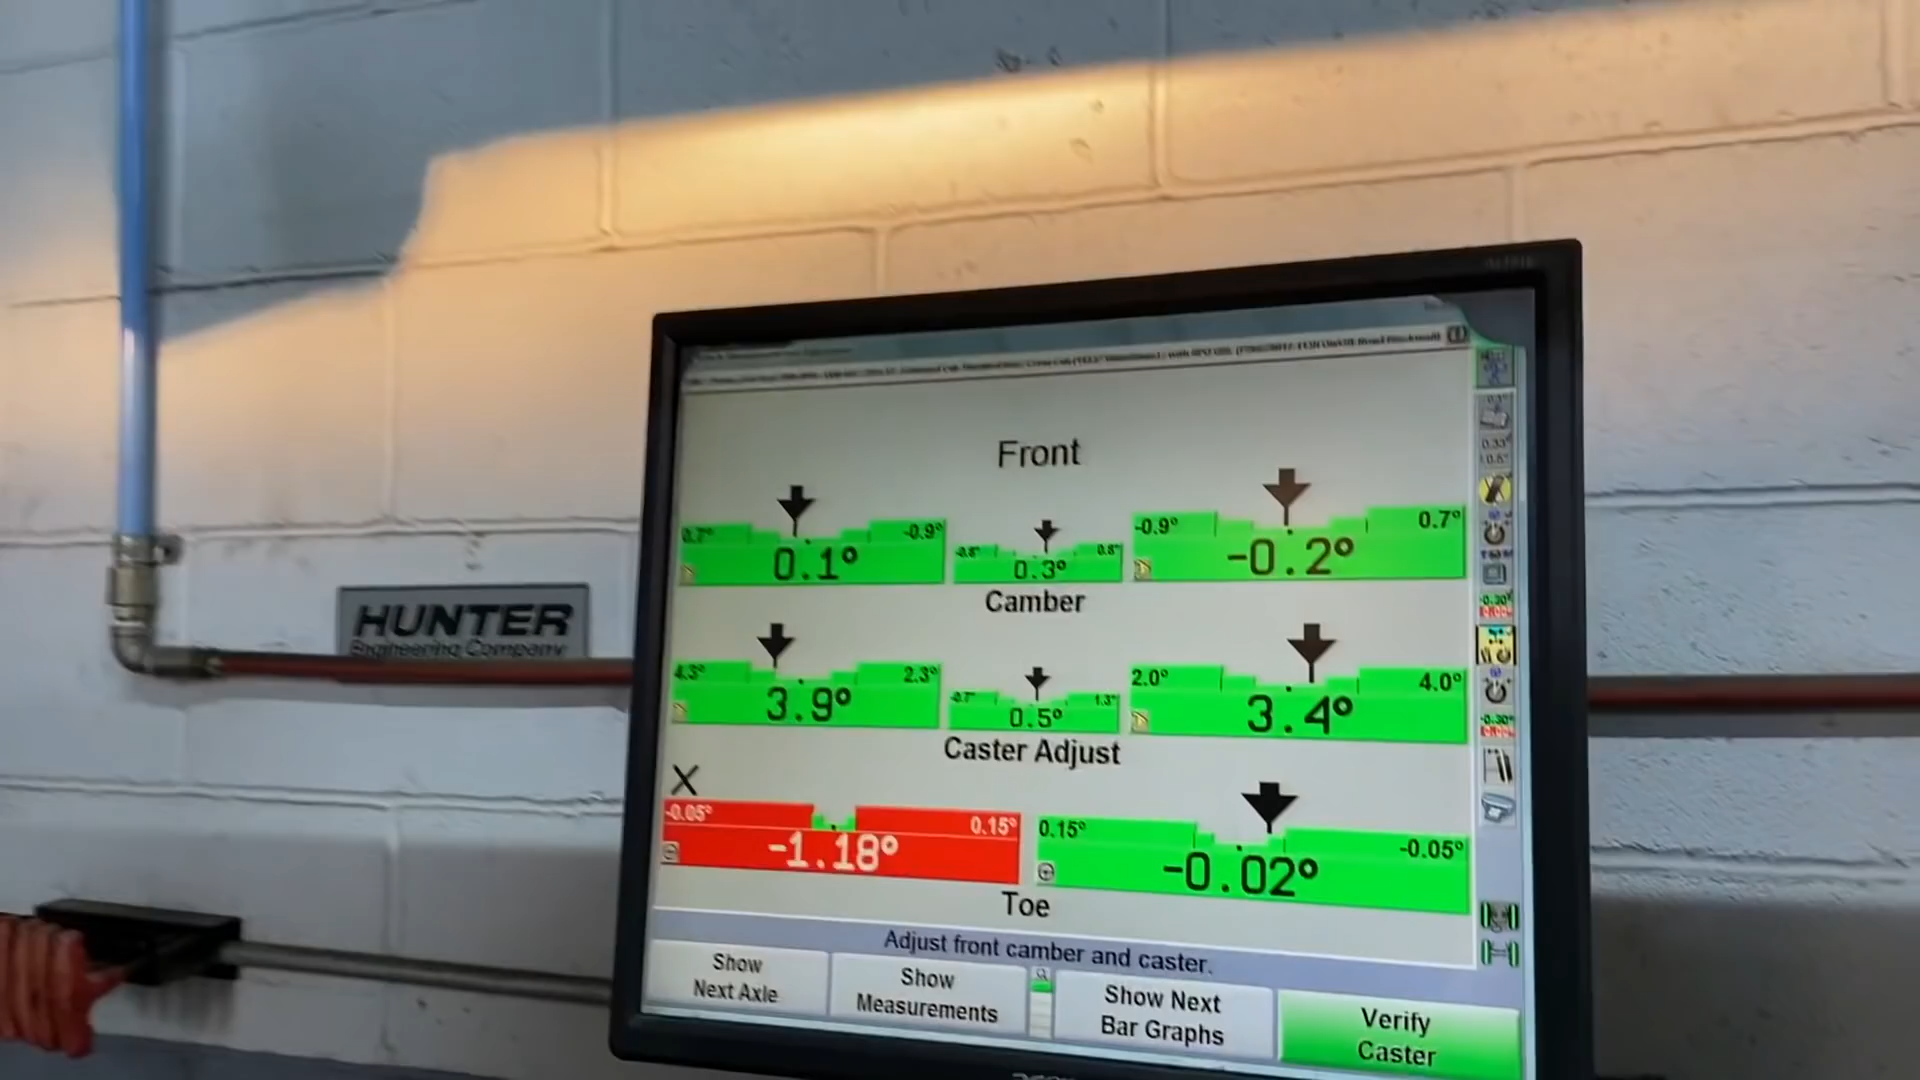 Front
0.7° -0.9° -0.9° 0.7°
0.1° -0.8° 0.3° 0.8° -0.2°
Camber
4.3° 2.3° 2.0° 4.0°
3.9° -0.7° 0.5° 1.3° 3.4°
Caster Adjust
X
-0.05° 0.15° 0.15° -0.05°
-1.18° -0.02°
Toe
Adjust front camber and caster.
Show
Next Axle
Show
Measurements
Show Next
Bar Graphs
Verify
Caster
HUNTER
Engineering Company